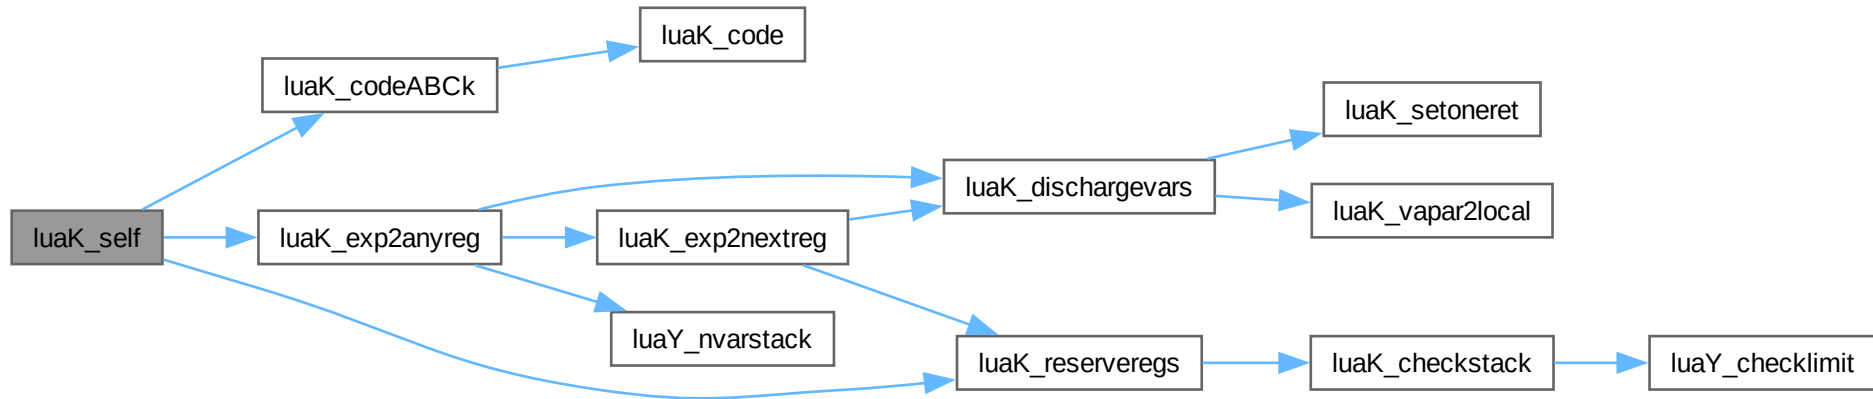 luaK_self
luaK_codeABCk
luaK_code
luaK_exp2anyreg
luaK_exp2nextreg
luaY_nvarstack
luaK_dischargevars
luaK_setoneret
luaK_vapar2local
luaK_reserveregs
luaK_checkstack
luaY_checklimit